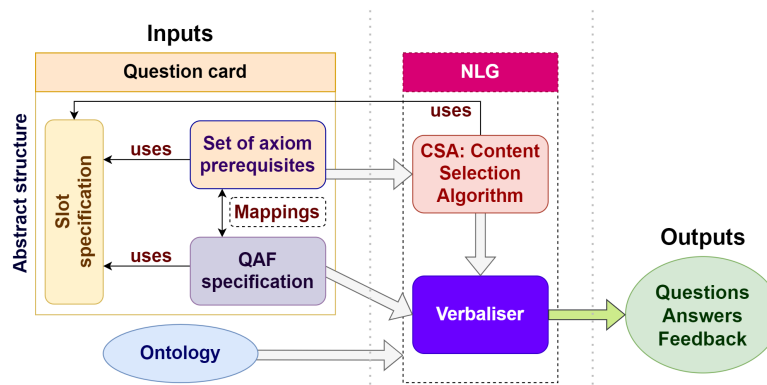 Inputs
Question card
NLG
Abstract structure
Slot
specification
uses
Set of axiom
prerequisites
uses
CSA: Content
Selection
Algorithm
Mappings
uses
QAF
specification
Verbaliser
Ontology
Outputs
Questions
Answers
Feedback